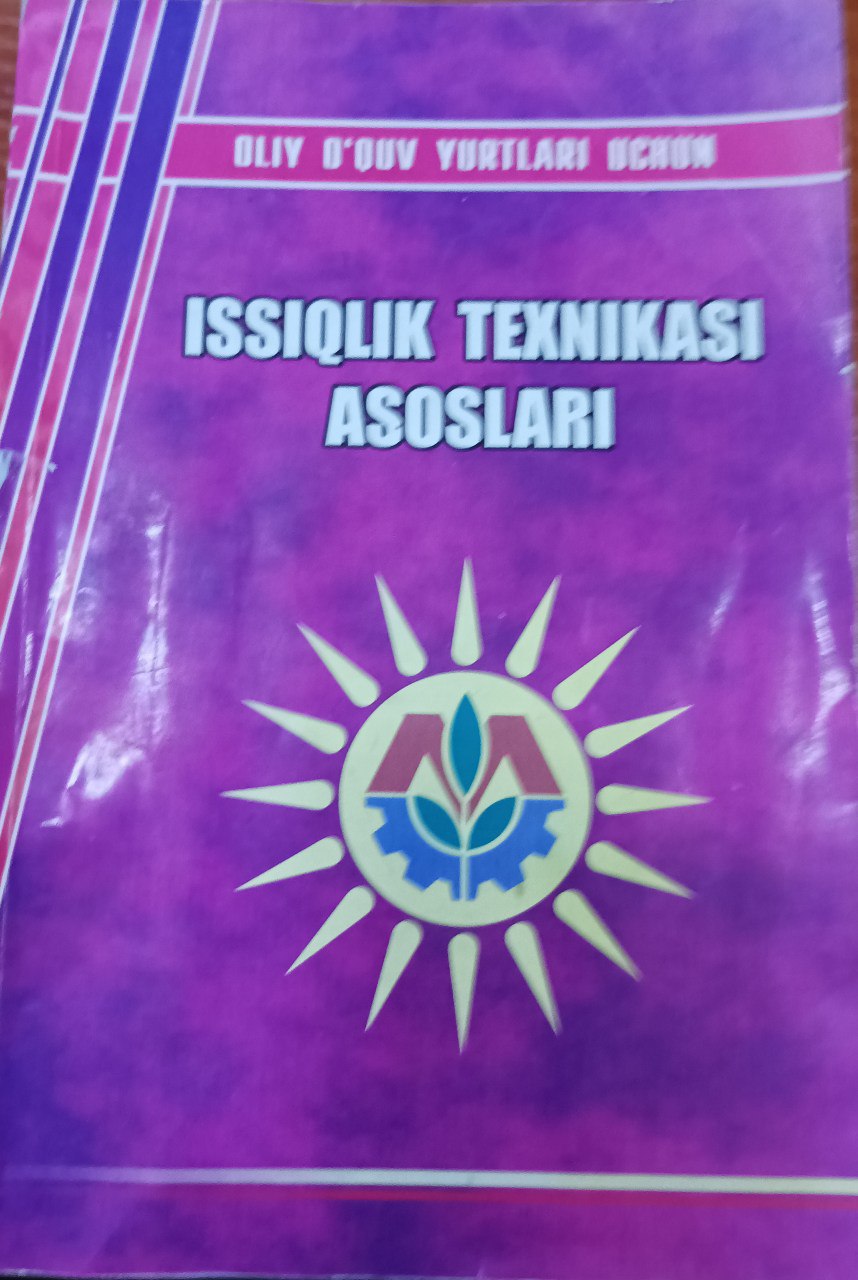 OLIY O'QUV YURTLARI UCHUN
ISSIQLIK TEXNIKASI
ASOSLARI